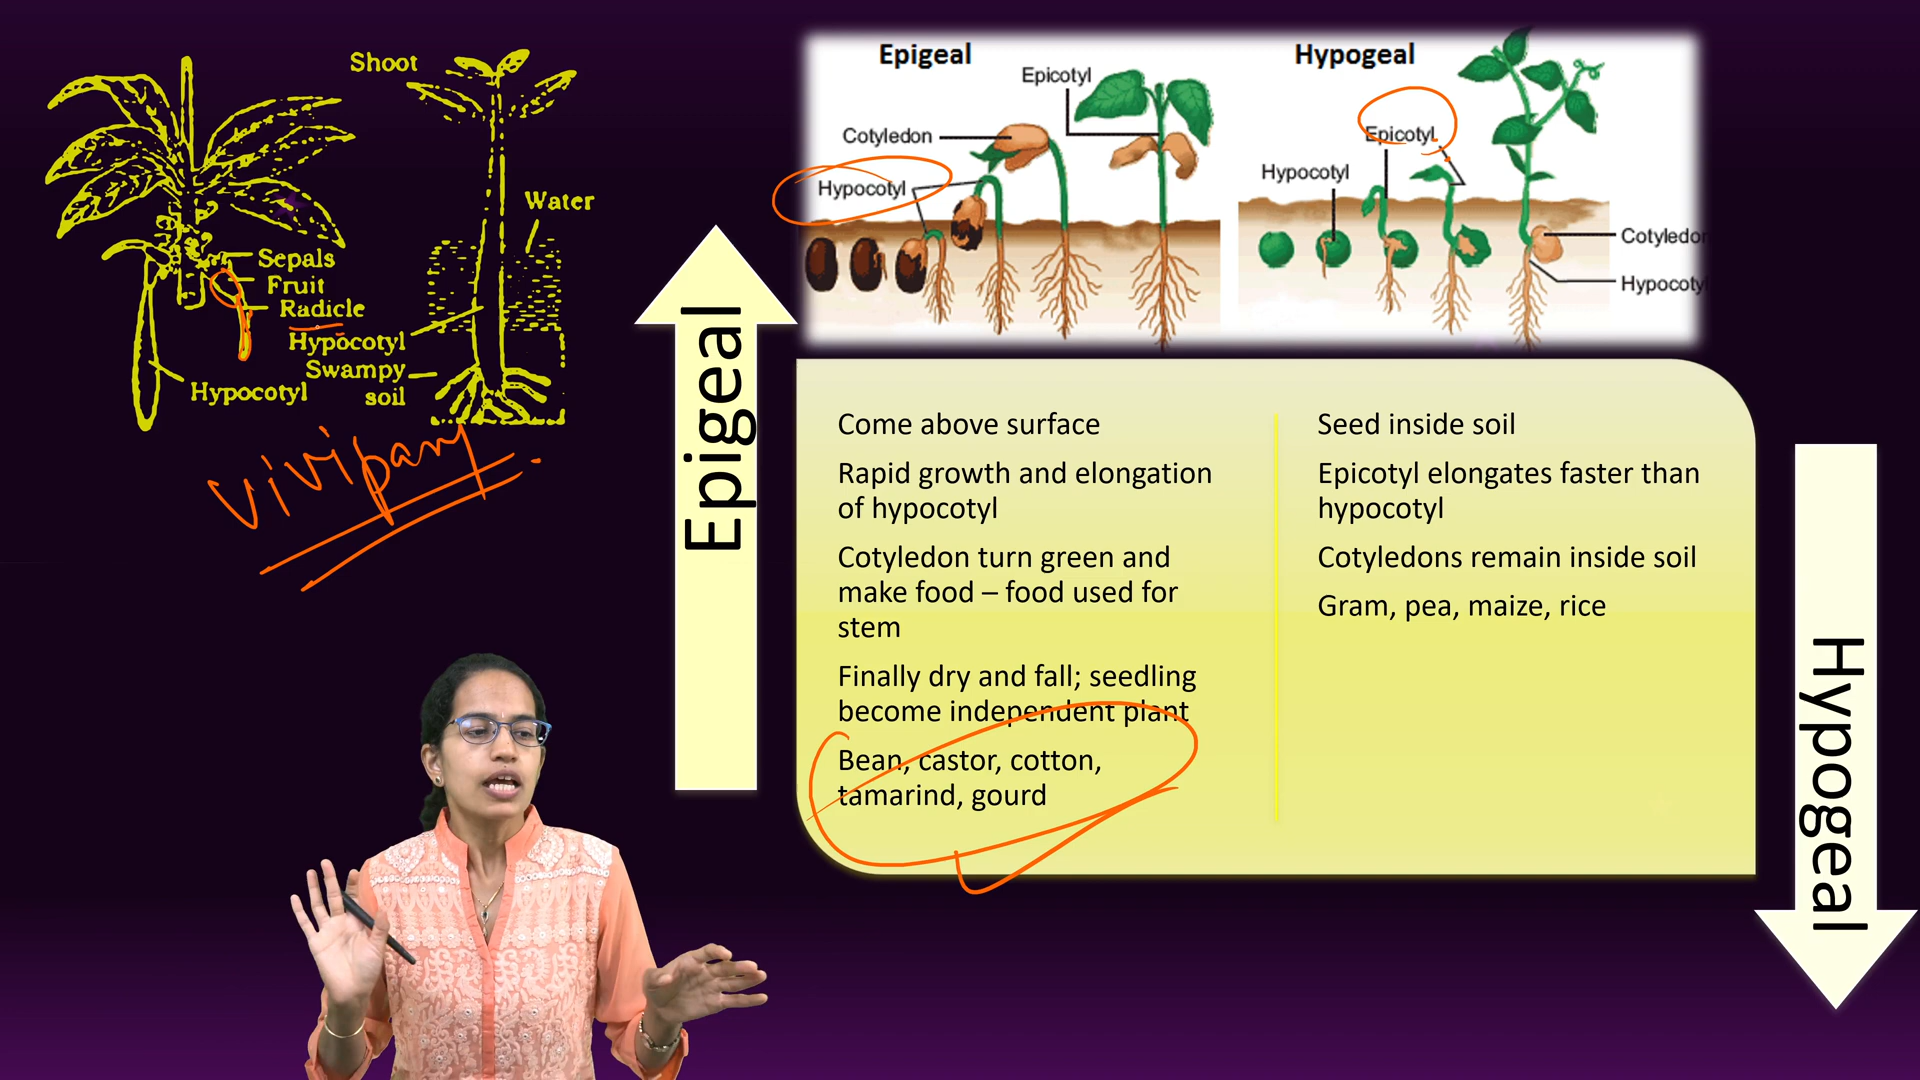 Shoot
Water
Sepals
Fruit
Radicle
Hypocotyl
Swampy
soil
Hypocotyl
vivipary
Epigeal
Epicotyl
Cotyledon
Hypocotyl
Hypogeal
Epicotyl
Hypocotyl
Cotyledon
Hypocotyl
Epigeal
Come above surface
Rapid growth and elongation
of hypocotyl
Cotyledon turn green and
make food – food used for
stem
Finally dry and fall; seedling
become independent plant
Bean, castor, cotton,
tamarind, gourd
Seed inside soil
Epicotyl elongates faster than
hypocotyl
Cotyledons remain inside soil
Gram, pea, maize, rice
Hypogeal